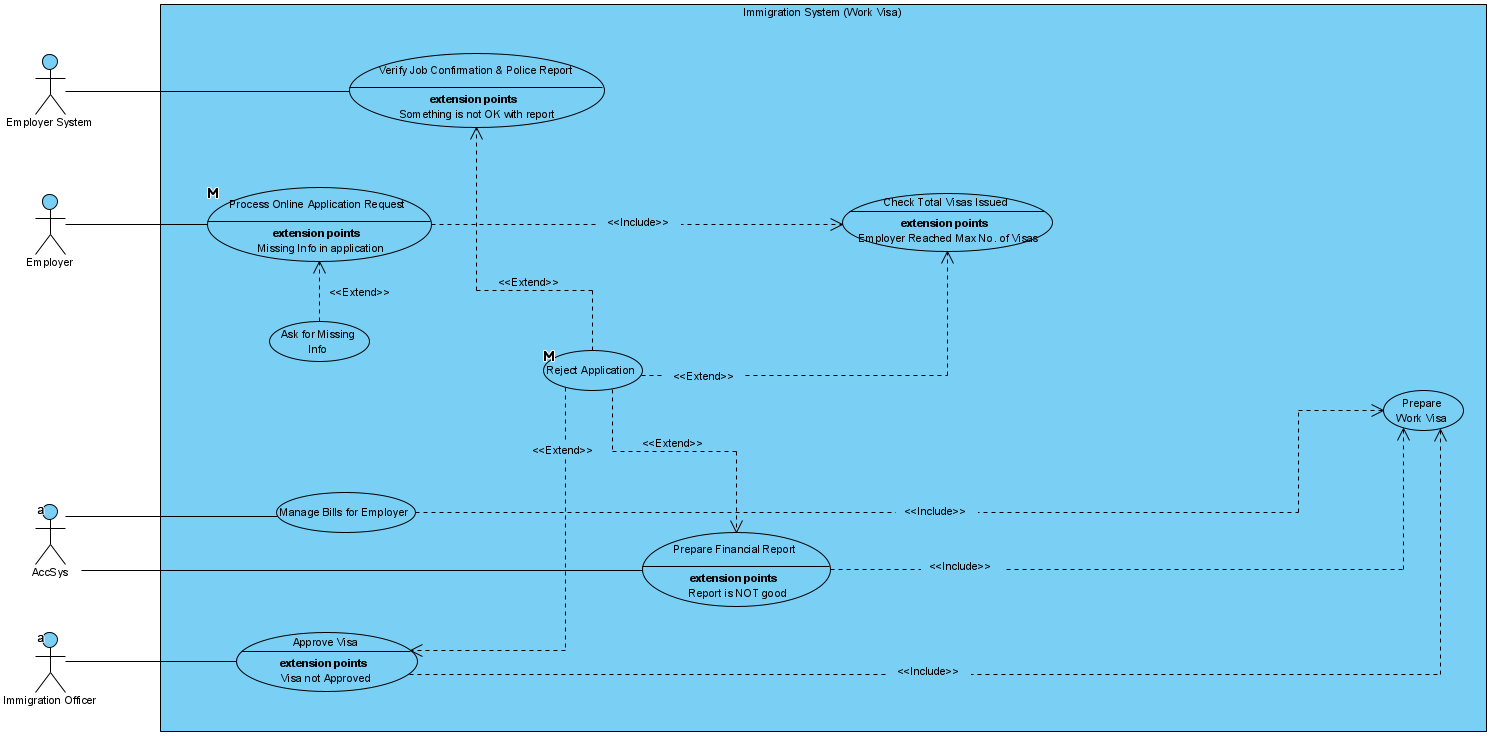 Immigration System (Work Visa)
Verify Job Confirmation & Police Report
extension points
Something is not OK with report
Employer System
M
Process Online Application Request
extension points
Missing Info in application
<<Include>>
Check Total Visas Issued
extension points
Employer Reached Max No. of Visas
Employer
<<Extend>>
<<Extend>>
Ask for Missing
Info
M
Reject Application
<<Extend>>
Prepare
Work Visa
<<Extend>>
<<Extend>>
a
AccSys
Manage Bills for Employer
<<Include>>
Prepare Financial Report
extension points
Report is NOT good
<<Include>>
a
Immigration Officer
Approve Visa
extension points
Visa not Approved
<<Include>>